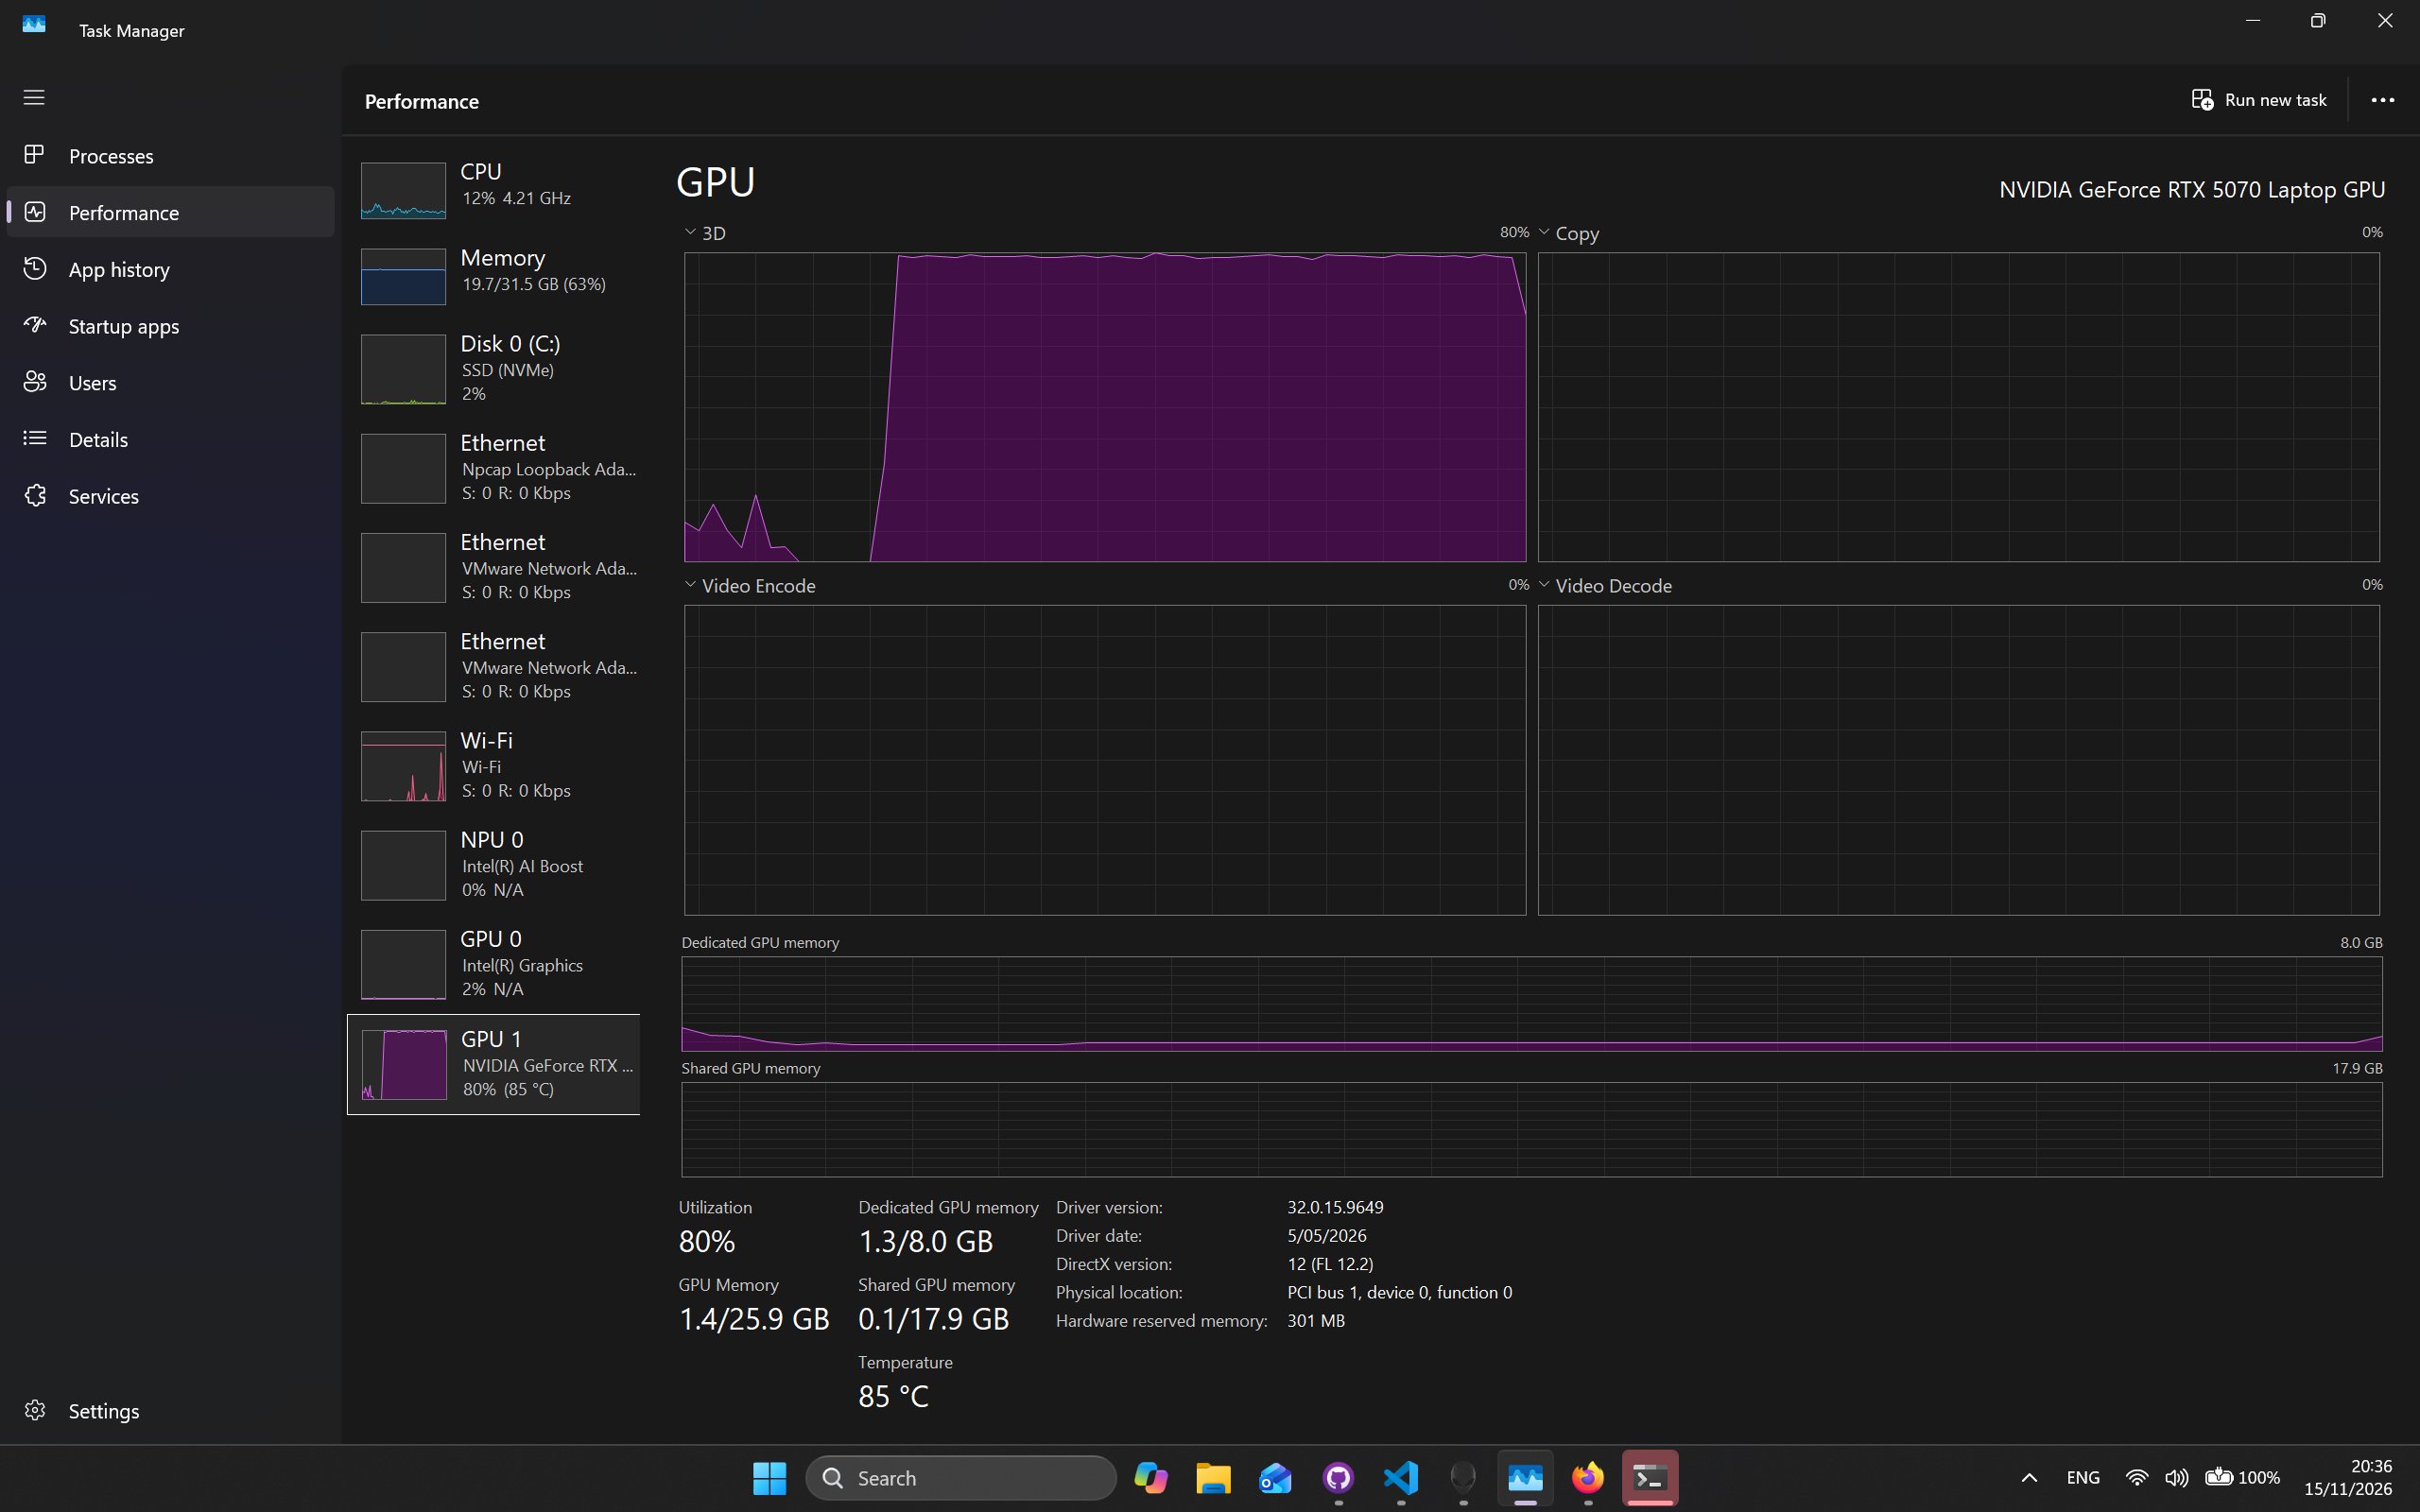 Task Manager
Processes
Performance
App history
Startup apps
Users
Details
Services
Settings
Performance
Run new task
CPU
12% 4.21 GHz
Memory
19.7/31.5 GB (63%)
Disk 0 (C:)
SSD (NVMe)
2%
Ethernet
Npcap Loopback Ada...
S: 0 R: 0 Kbps
Ethernet
VMware Network Ada...
S: 0 R: 0 Kbps
Ethernet
VMware Network Ada...
S: 0 R: 0 Kbps
Wi-Fi
Wi-Fi
S: 0 R: 0 Kbps
NPU 0
Intel(R) AI Boost
0% N/A
GPU 0
Intel(R) Graphics
2% N/A
GPU 1
NVIDIA GeForce RTX ...
80% (85 °C)
GPU
NVIDIA GeForce RTX 5070 Laptop GPU
3D 80%
Copy 0%
Video Encode 0%
Video Decode 0%
Dedicated GPU memory 8.0 GB
Shared GPU memory 17.9 GB
Utilization
80%
GPU Memory
1.4/25.9 GB
Dedicated GPU memory
1.3/8.0 GB
Shared GPU memory
0.1/17.9 GB
Temperature
85 °C
Driver version: 32.0.15.9649
Driver date: 5/05/2026
DirectX version: 12 (FL 12.2)
Physical location: PCI bus 1, device 0, function 0
Hardware reserved memory: 301 MB
Search
ENG
100%
20:36
15/11/2026